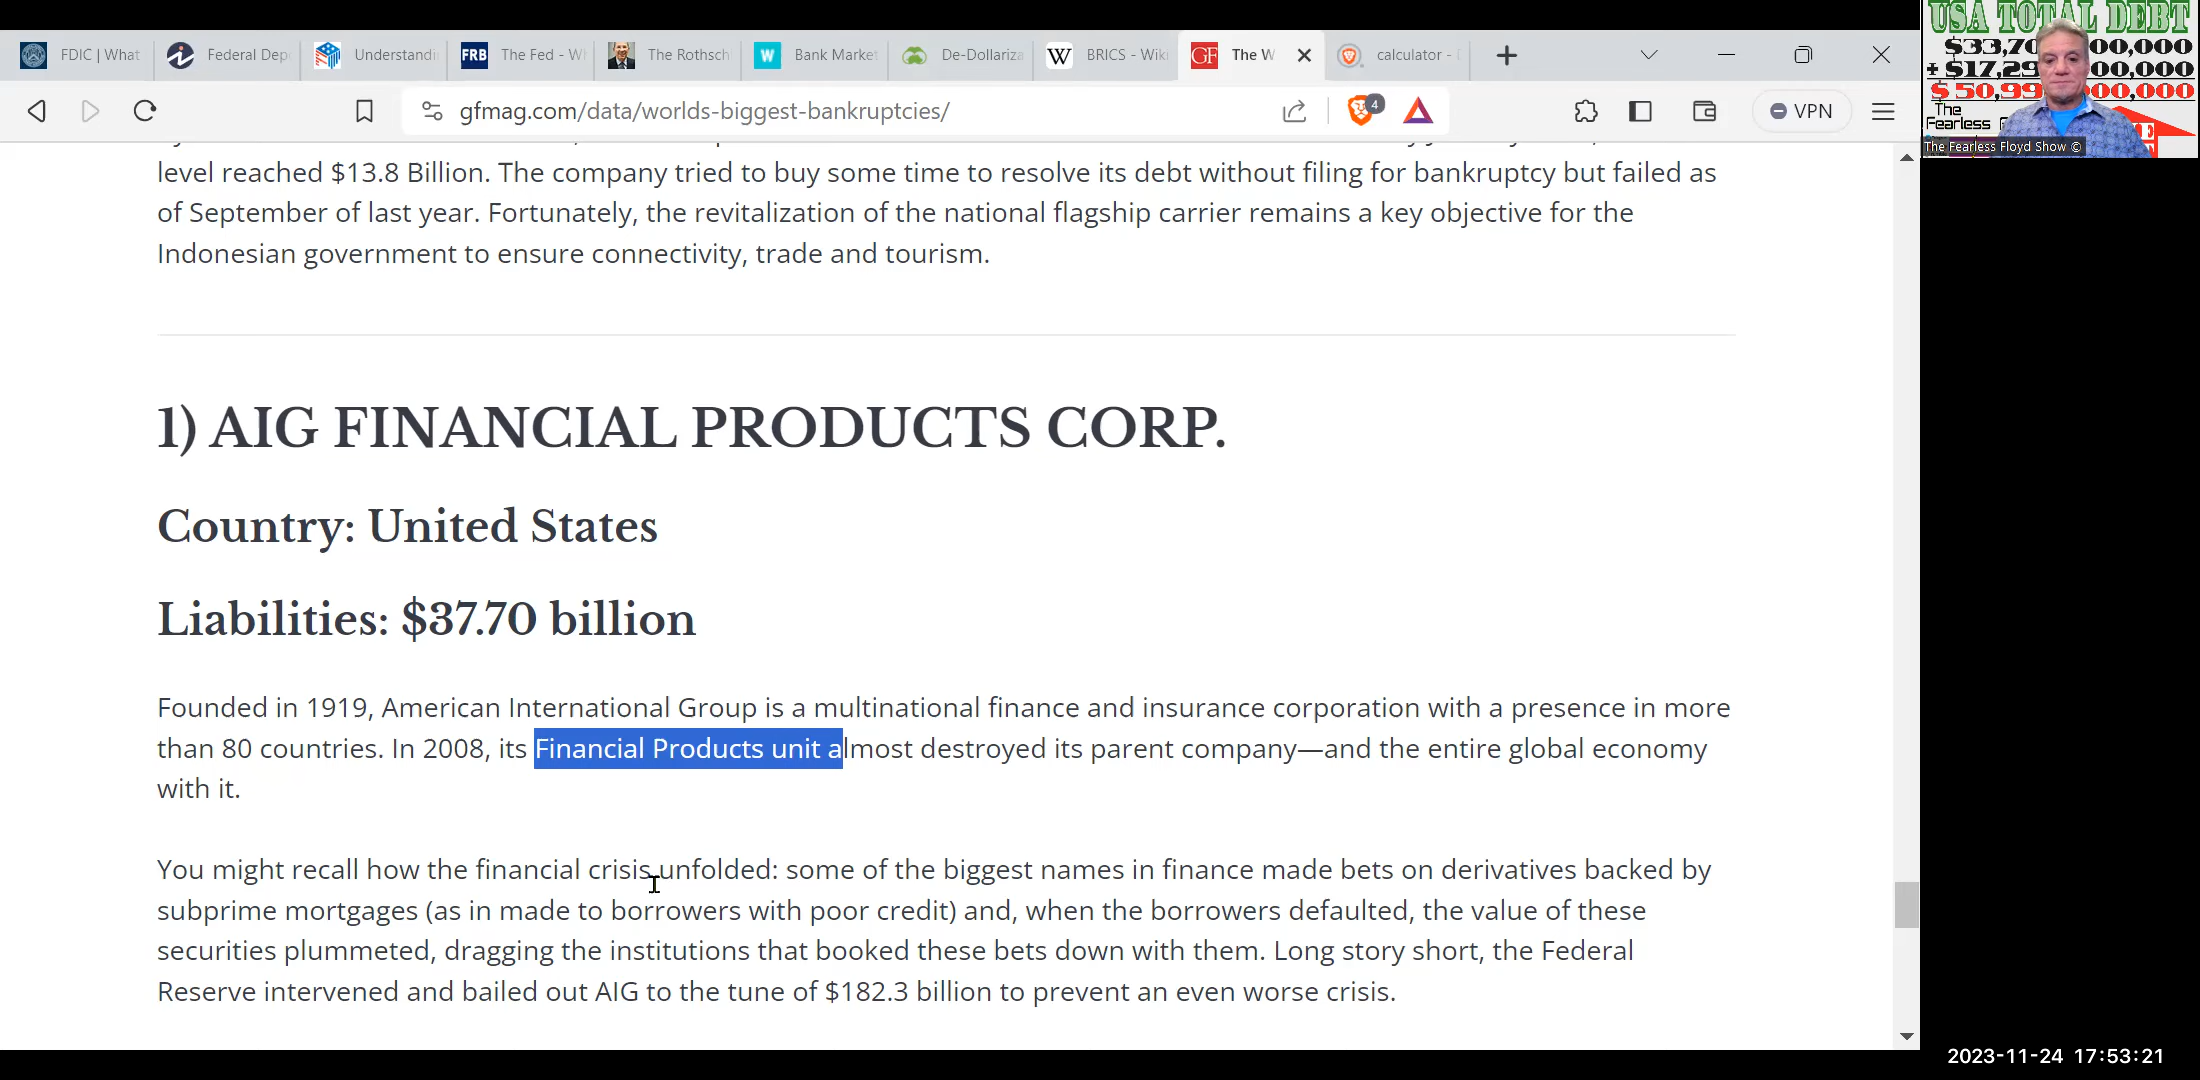 FDIC | What
Federal Dep
Understandi
FRB The Fed - Wh
The Rothsch
W Bank Market
De-Dollariza
W BRICS - Wik
GF The W
calculator -
gfmag.com/data/worlds-biggest-bankruptcies/
4
VPN
USA TOTAL DEBT
The Fearless Floyd Show ©
level reached $13.8 Billion. The company tried to buy some time to resolve its debt without filing for bankruptcy but failed as
of September of last year. Fortunately, the revitalization of the national flagship carrier remains a key objective for the
Indonesian government to ensure connectivity, trade and tourism.
1) AIG FINANCIAL PRODUCTS CORP.
Country: United States
Liabilities: $37.70 billion
Founded in 1919, American International Group is a multinational finance and insurance corporation with a presence in more
than 80 countries. In 2008, its Financial Products unit almost destroyed its parent company—and the entire global economy
with it.
You might recall how the financial crisis unfolded: some of the biggest names in finance made bets on derivatives backed by
subprime mortgages (as in made to borrowers with poor credit) and, when the borrowers defaulted, the value of these
securities plummeted, dragging the institutions that booked these bets down with them. Long story short, the Federal
Reserve intervened and bailed out AIG to the tune of $182.3 billion to prevent an even worse crisis.
2023-11-24 17:53:21